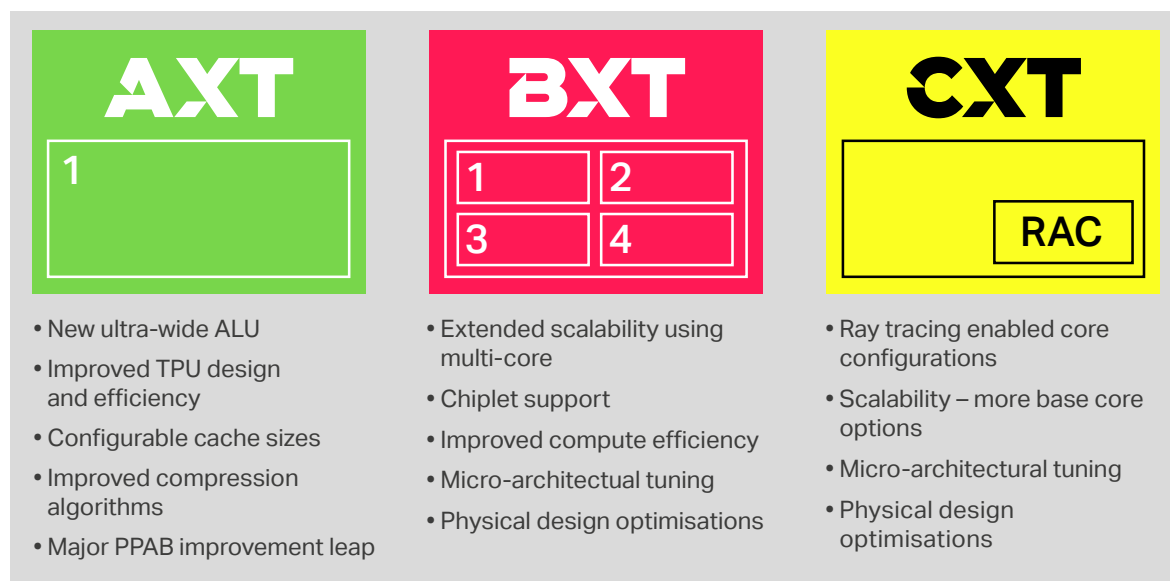 AXT
1
• New ultra-wide ALU
• Improved TPU design
and efficiency
• Configurable cache sizes
• Improved compression
algorithms
• Major PPAB improvement leap
BXT
1 2
3 4
• Extended scalability using
multi-core
• Chiplet support
• Improved compute efficiency
• Micro-architectual tuning
• Physical design optimisations
CXT
RAC
• Ray tracing enabled core
configurations
• Scalability – more base core
options
• Micro-architectural tuning
• Physical design
optimisations